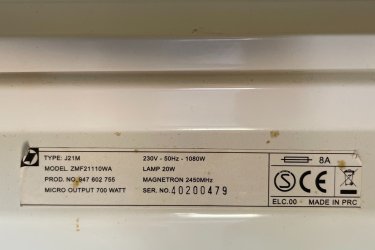 TYPE: J21M 230V - 50Hz - 1080W
MODEL. ZMF21110WA LAMP 20W
PROD. NO. 947 602 755 MAGNETRON 2450MHz
MICRO OUTPUT 700 WATT SER. NO. 40200479
8A
S CE
ELC.00 MADE IN PRC